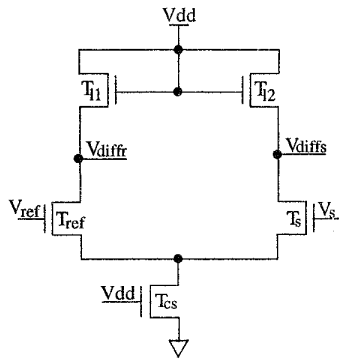 Vdd
Tl1
Tl2
Vdiffr
Vdiffs
Vref
Tref
Ts
Vs
Vdd
Tcs